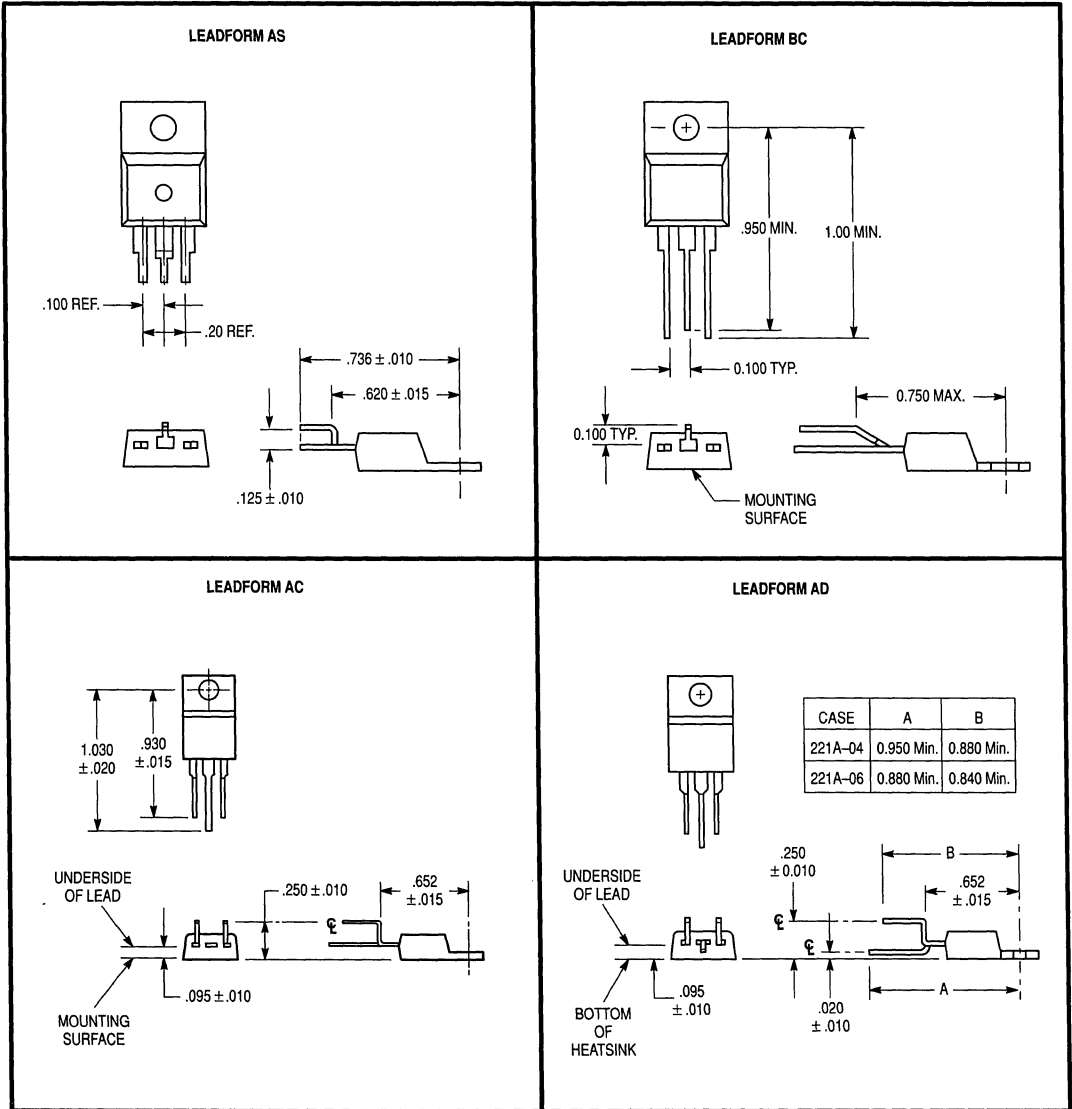 LEADFORM AS
.100 REF.
.20 REF.
.736 ± .010
.620 ± .015
.125 ± .010
LEADFORM BC
.950 MIN.
1.00 MIN.
0.100 TYP.
0.750 MAX.
0.100 TYP.
MOUNTING
SURFACE
LEADFORM AC
1.030
± .020
.930
± .015
UNDERSIDE
OF LEAD
.250 ± .010
.652
± .015
℄
.095 ± .010
MOUNTING
SURFACE
LEADFORM AD
CASE A B
221A–04 0.950 Min. 0.880 Min.
221A–06 0.880 Min. 0.840 Min.
.250
± 0.010
B
UNDERSIDE
OF LEAD
.652
± .015
℄
℄
A
.095
± .010
.020
± .010
BOTTOM
OF
HEATSINK